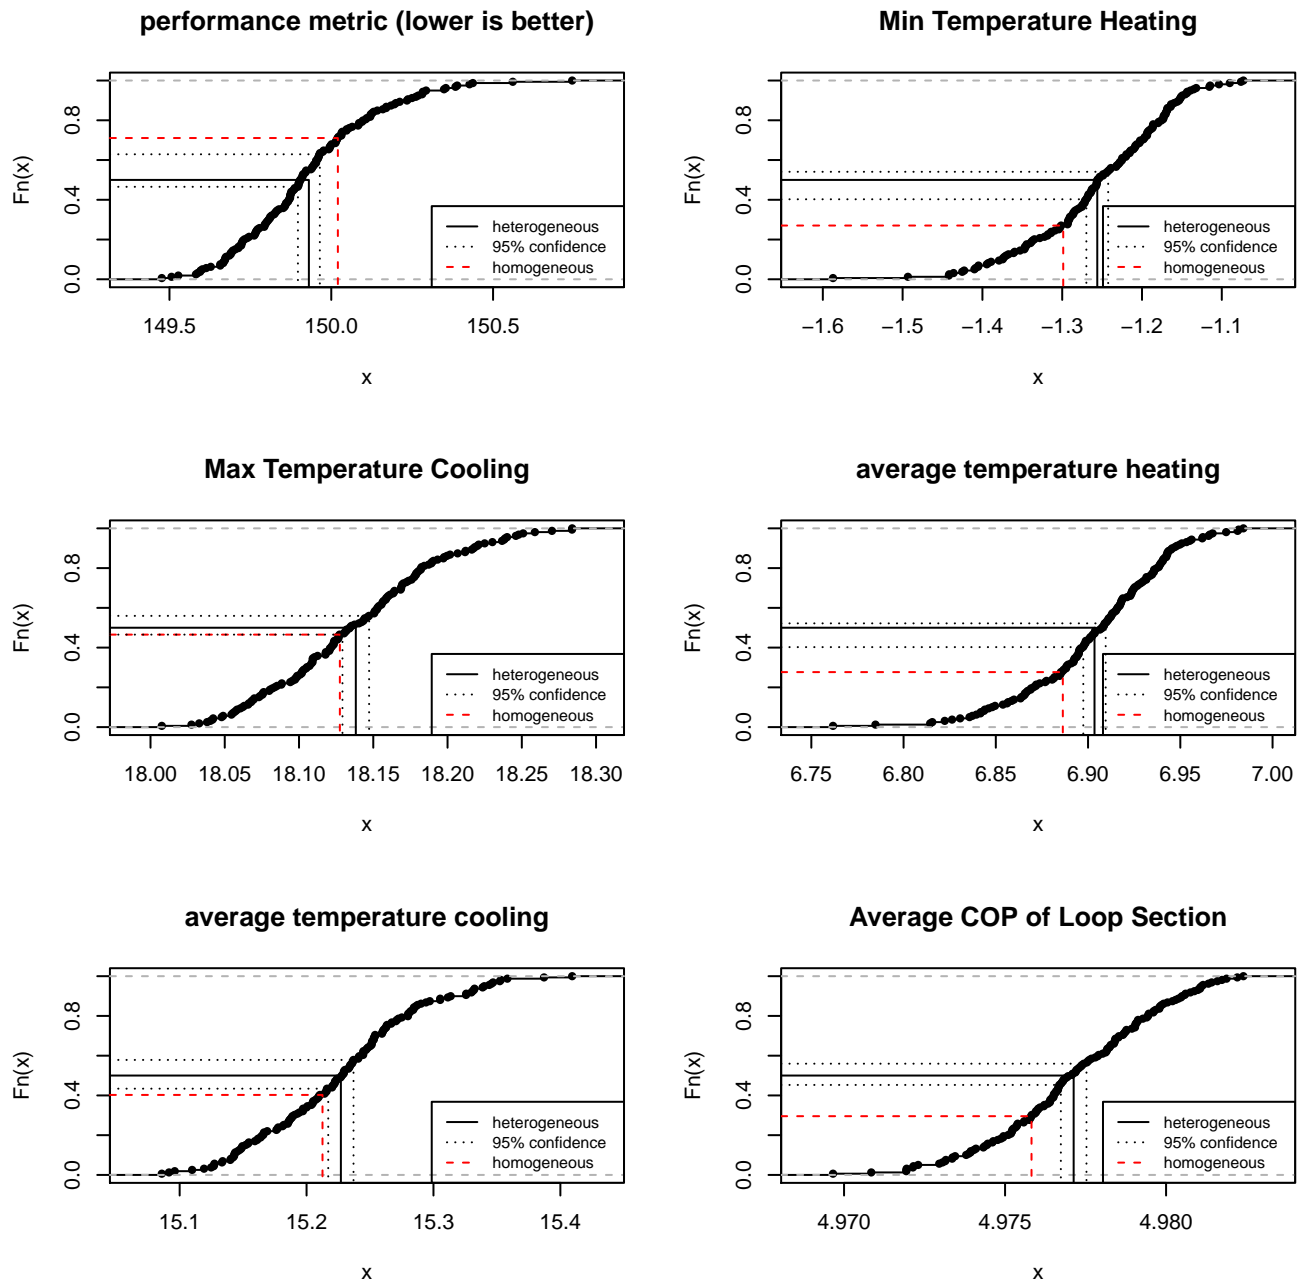 performance metric (lower is better)
Fn(x)
0.0 0.4 0.8
heterogeneous
95% confidence
homogeneous
149.5 150.0 150.5
x
Min Temperature Heating
Fn(x)
0.0 0.4 0.8
heterogeneous
95% confidence
homogeneous
−1.6 −1.5 −1.4 −1.3 −1.2 −1.1
x
Max Temperature Cooling
Fn(x)
0.0 0.4 0.8
heterogeneous
95% confidence
homogeneous
18.00 18.05 18.10 18.15 18.20 18.25 18.30
x
average temperature heating
Fn(x)
0.0 0.4 0.8
heterogeneous
95% confidence
homogeneous
6.75 6.80 6.85 6.90 6.95 7.00
x
average temperature cooling
Fn(x)
0.0 0.4 0.8
heterogeneous
95% confidence
homogeneous
15.1 15.2 15.3 15.4
x
Average COP of Loop Section
Fn(x)
0.0 0.4 0.8
heterogeneous
95% confidence
homogeneous
4.970 4.975 4.980
x